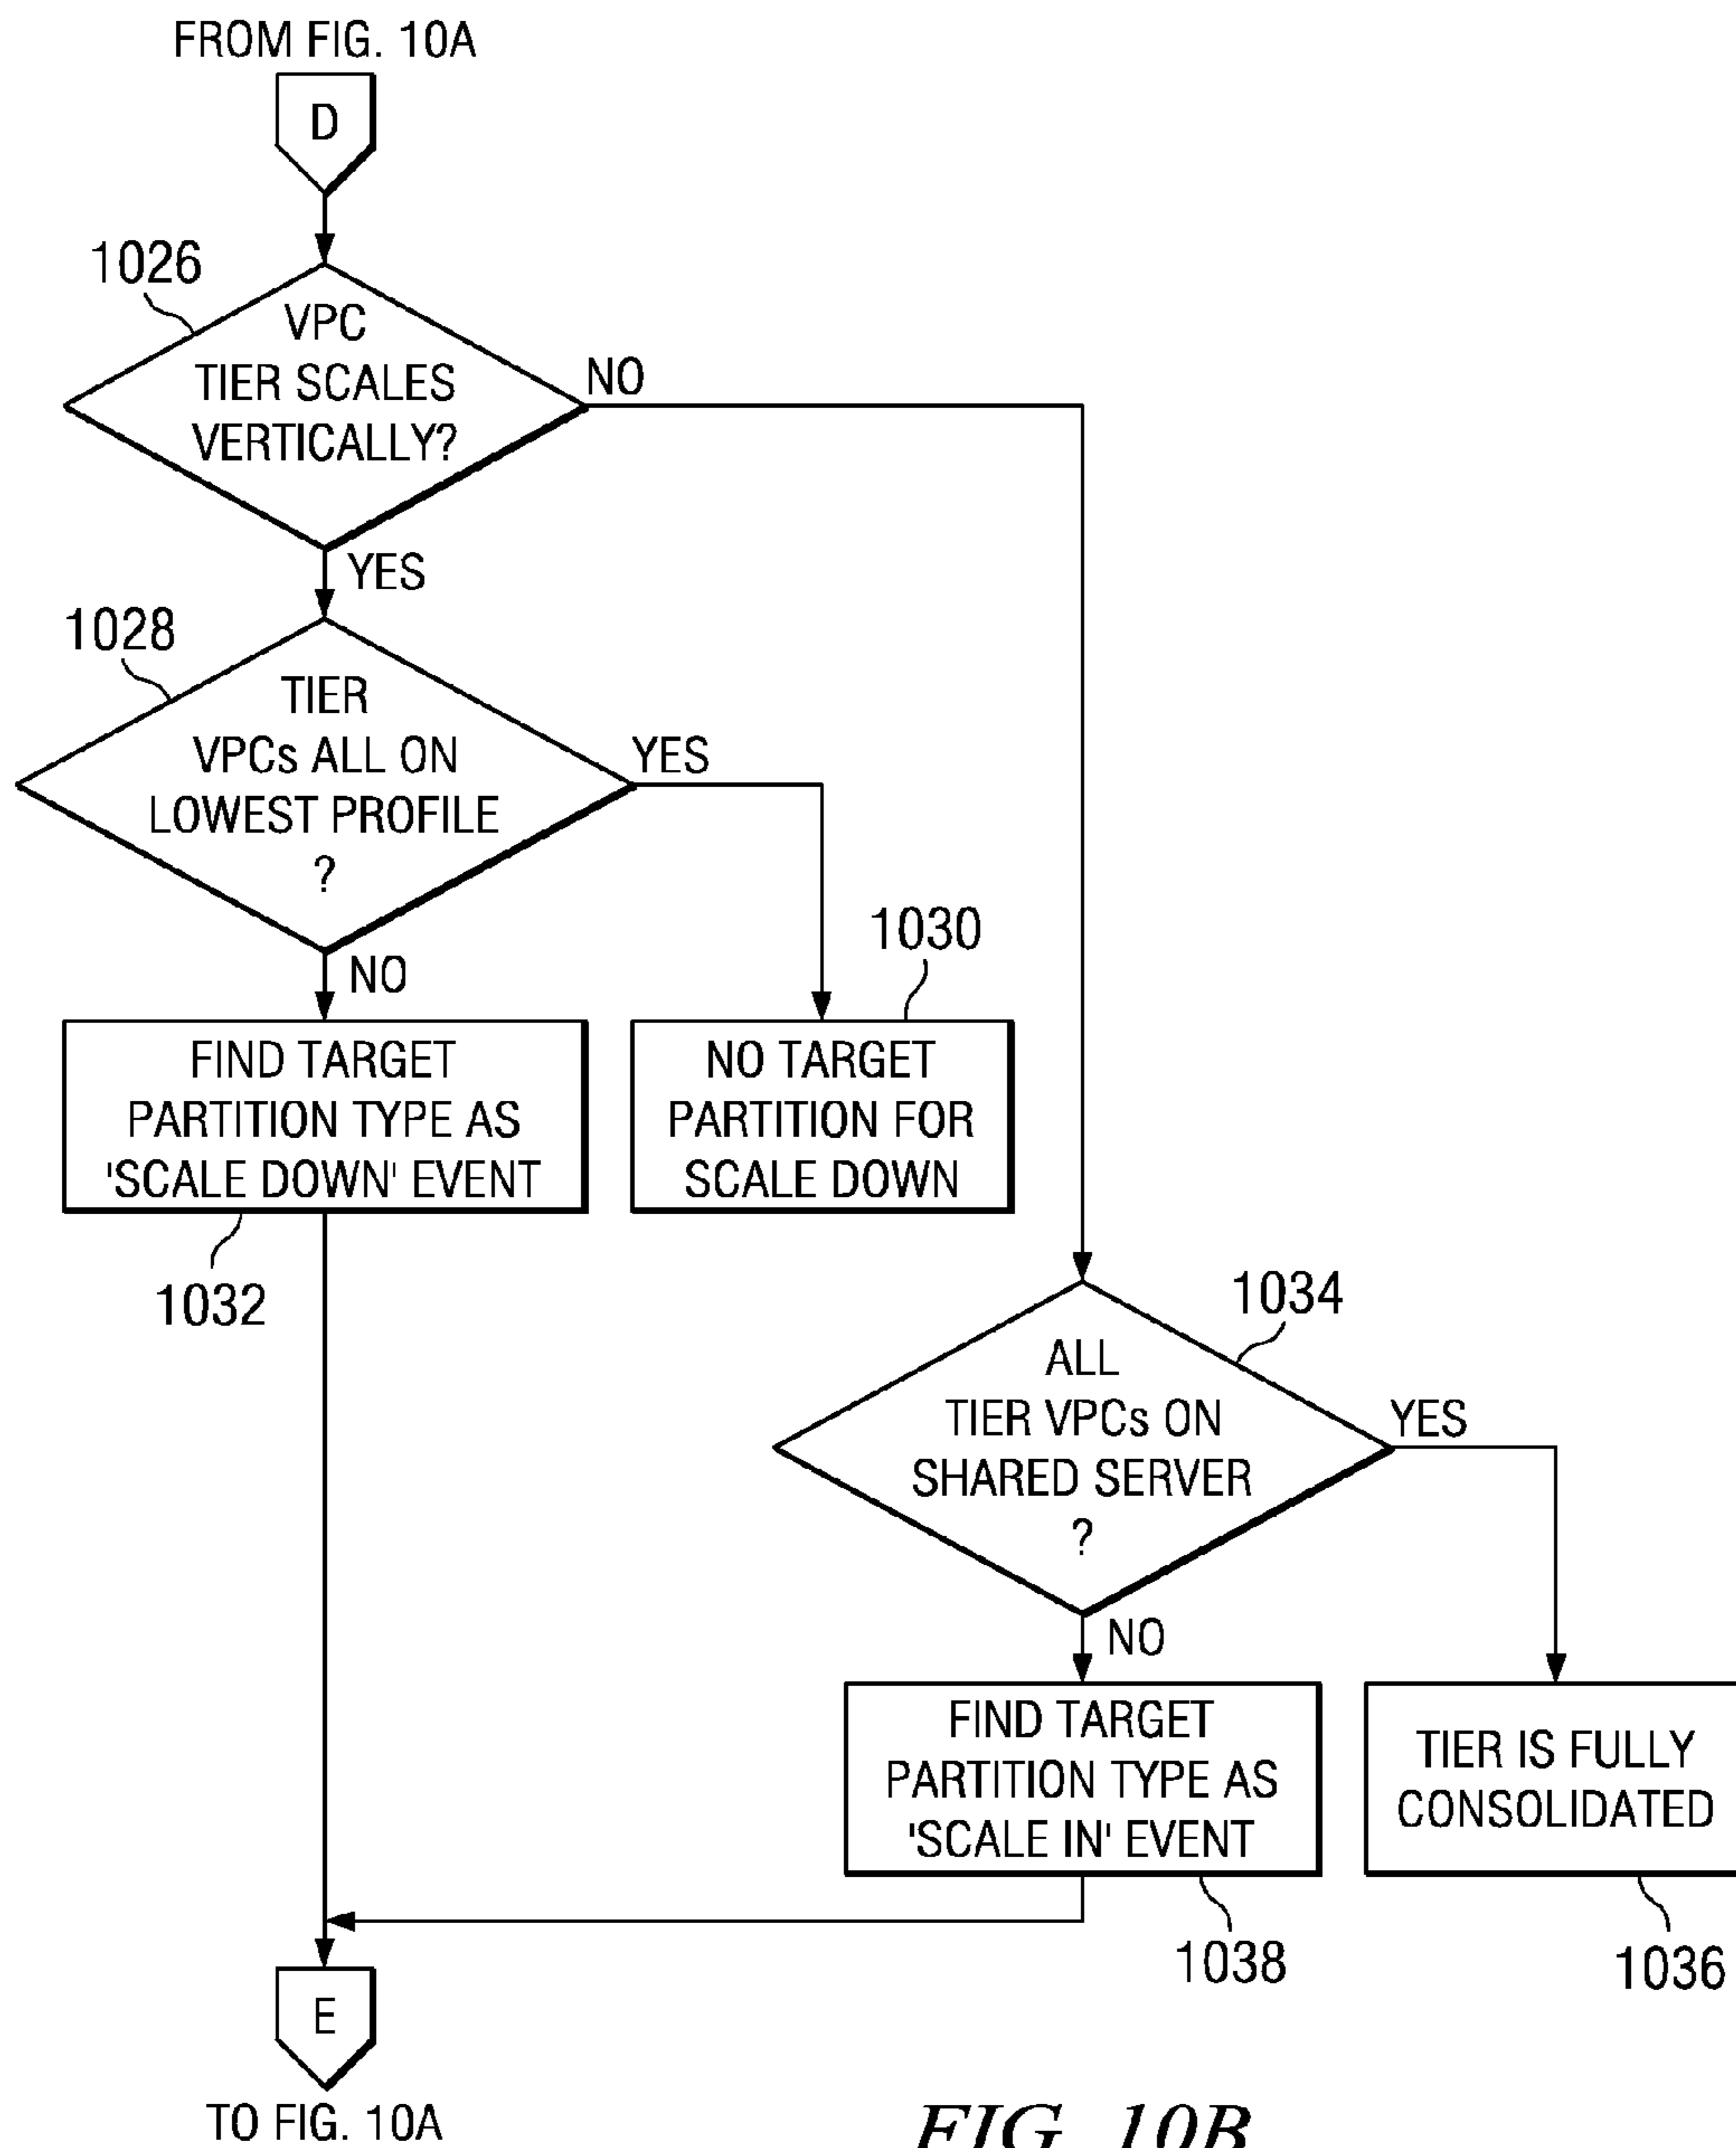 FROM FIG. 10A
D
1026
VPC
TIER SCALES
VERTICALLY?
NO
YES
1028
TIER
VPCs ALL ON
LOWEST PROFILE
?
YES
NO
1030
FIND TARGET
PARTITION TYPE AS
'SCALE DOWN' EVENT
1032
NO TARGET
PARTITION FOR
SCALE DOWN
1034
ALL
TIER VPCs ON
SHARED SERVER
?
YES
NO
FIND TARGET
PARTITION TYPE AS
'SCALE IN' EVENT
1038
TIER IS FULLY
CONSOLIDATED
1036
E
TO FIG. 10A
FIG. 10B